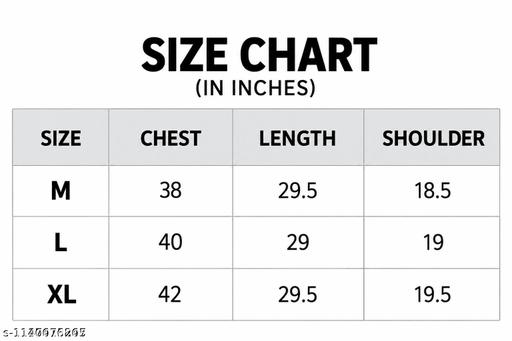 SIZE CHART
(IN INCHES)
SIZE CHEST LENGTH SHOULDER
M 38 29.5 18.5
L 40 29 19
XL 42 29.5 19.5